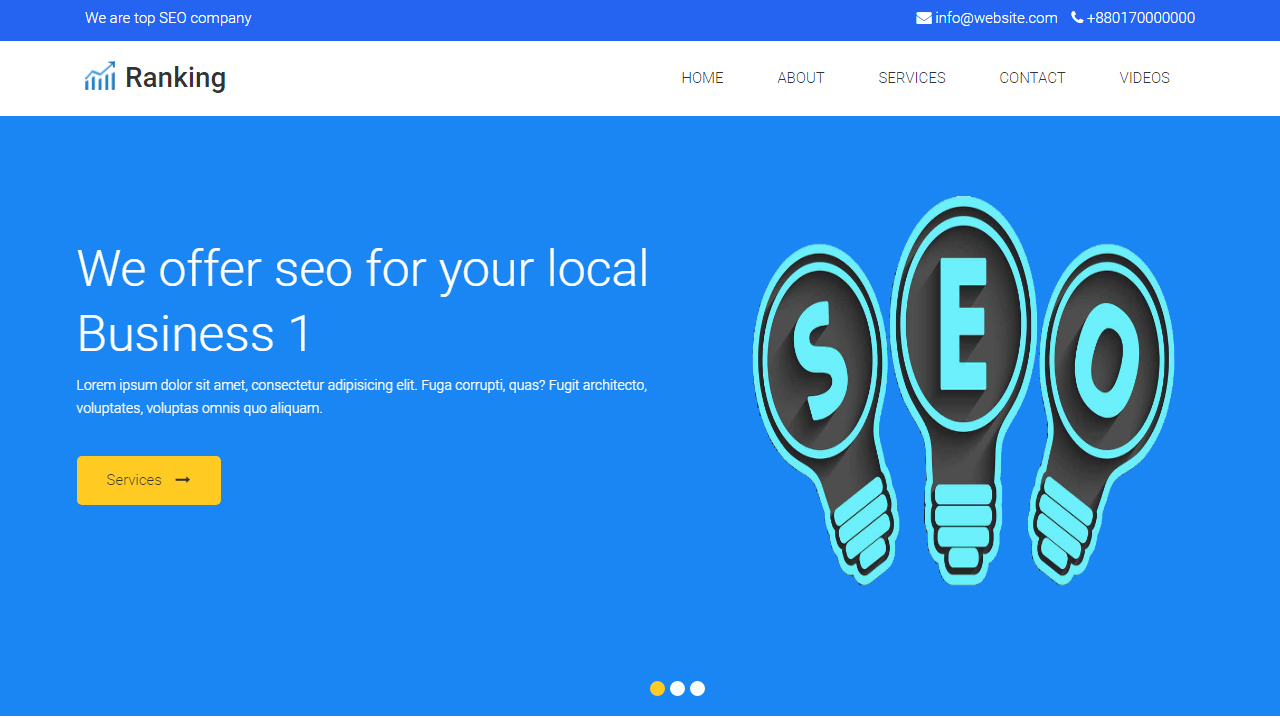 We are top SEO company
info@website.com +880170000000
Ranking
HOME ABOUT SERVICES CONTACT VIDEOS
We offer seo for your local
Business 1
Lorem ipsum dolor sit amet, consectetur adipisicing elit. Fuga corrupti, quas? Fugit architecto,
voluptates, voluptas omnis quo aliquam.
Services
SEO